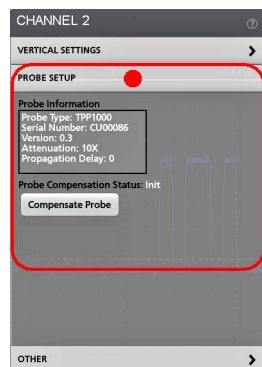 CHANNEL 2
VERTICAL SETTINGS
PROBE SETUP
Probe Information
Probe Type: TPP1000
Serial Number: CU00086
Version: 0.3
Attenuation: 10X
Propagation Delay: 0
Probe Compensation Status: Init
Compensate Probe
OTHER